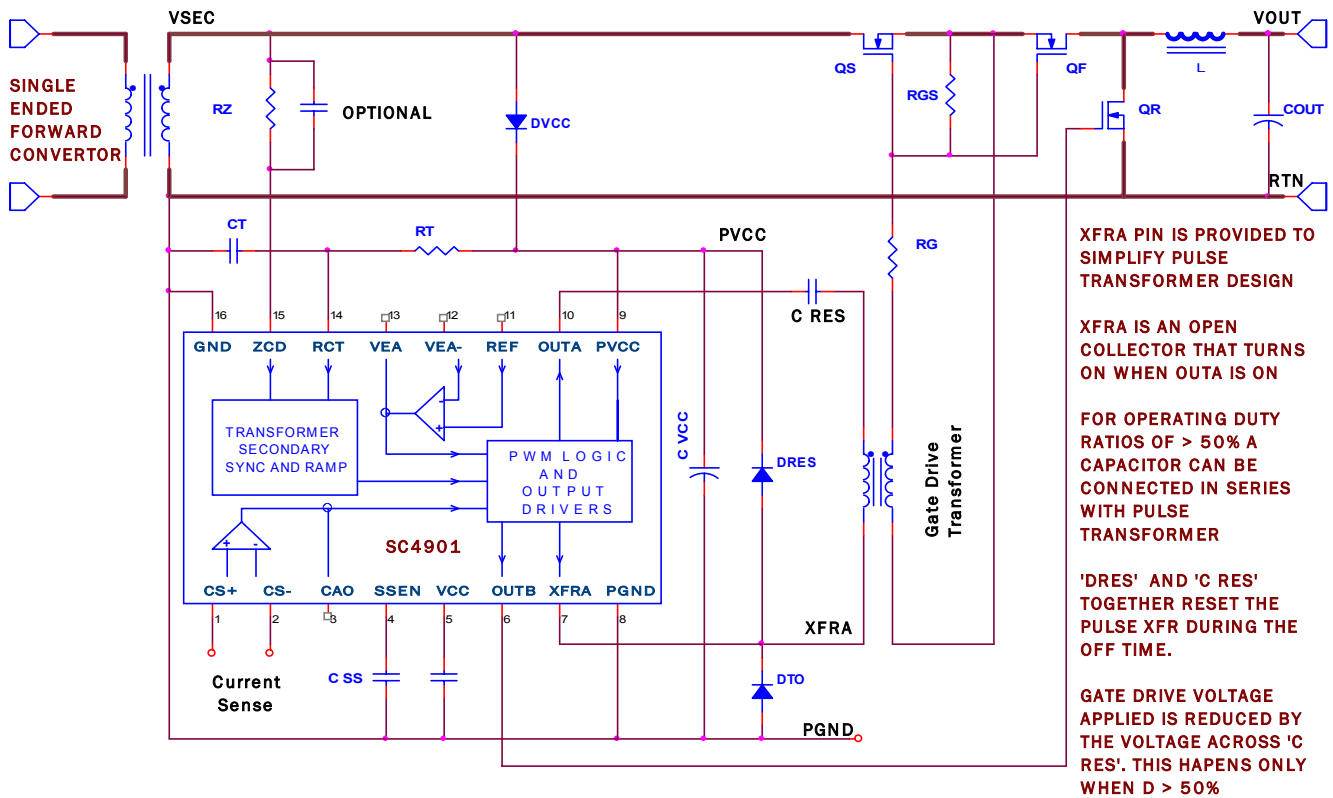 VSEC
VOUT
SINGLE
ENDED
FORWARD
CONVERTOR
RZ
OPTIONAL
DVCC
QS
RGS
QF
L
QR
COUT
RTN
CT
RT
PVCC
RG
C RES
16
15
14
13
12
11
10
9
GND
ZCD
RCT
VEA
VEA-
REF
OUTA
PVCC
TRANSFORMER
SECONDARY
SYNC AND RAMP
-
+
PWM LOGIC
AND
OUTPUT
DRIVERS
+ -
SC4901
CS+
CS-
CAO
SSEN
VCC
OUTB
XFRA
PGND
1
2
3
4
5
6
7
8
C VCC
DRES
Gate Drive
Transformer
XFRA
Current
Sense
C SS
DTO
PGND
XFRA PIN IS PROVIDED TO
SIMPLIFY PULSE
TRANSFORMER DESIGN
XFRA IS AN OPEN
COLLECTOR THAT TURNS
ON WHEN OUTA IS ON
FOR OPERATING DUTY
RATIOS OF > 50% A
CAPACITOR CAN BE
CONNECTED IN SERIES
WITH PULSE
TRANSFORMER
'DRES' AND 'C RES'
TOGETHER RESET THE
PULSE XFR DURING THE
OFF TIME.
GATE DRIVE VOLTAGE
APPLIED IS REDUCED BY
THE VOLTAGE ACROSS 'C
RES'. THIS HAPENS ONLY
WHEN D > 50%